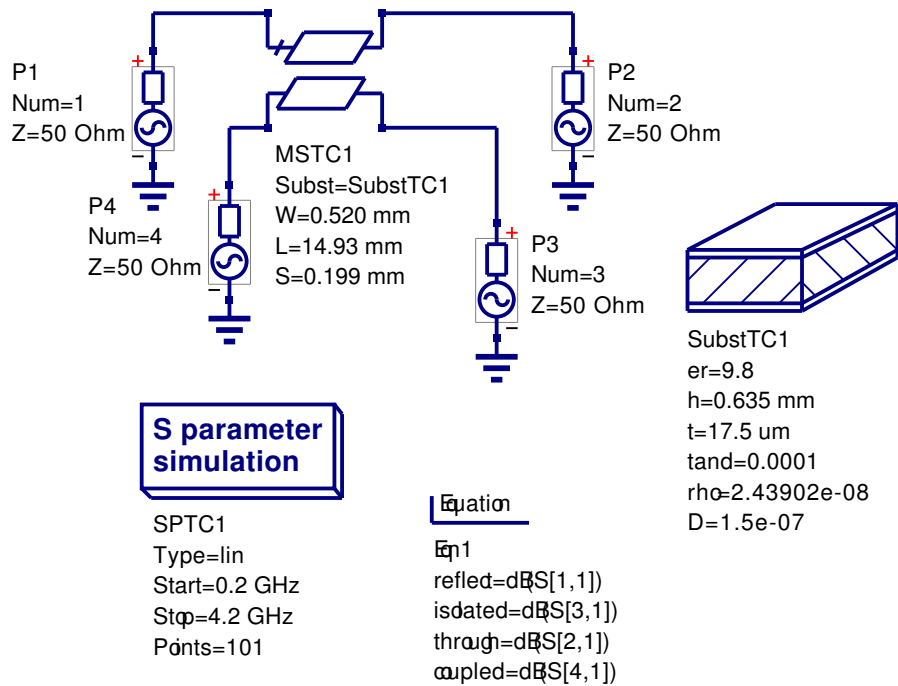 P1
Num=1
Z=50 Ohm
P2
Num=2
Z=50 Ohm
MSTC1
Subst=SubstTC1
W=0.520 mm
L=14.93 mm
S=0.199 mm
P4
Num=4
Z=50 Ohm
P3
Num=3
Z=50 Ohm
SubstTC1
er=9.8
h=0.635 mm
t=17.5 um
tand=0.0001
rho=2.43902e-08
D=1.5e-07
S parameter
simulation
SPTC1
Type=lin
Start=0.2 GHz
Stop=4.2 GHz
Points=101
Equation
Eqn1
reflect=dB(S[1,1])
isolated=dB(S[3,1])
through=dB(S[2,1])
coupled=dB(S[4,1])